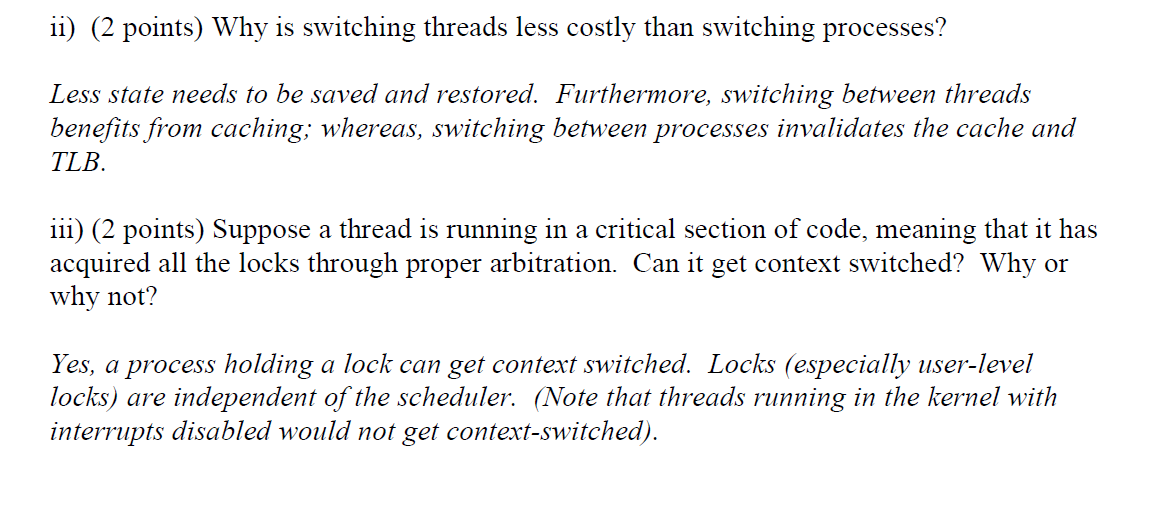 ii) (2 points) Why is switching threads less costly than switching processes?
Less state needs to be saved and restored. Furthermore, switching between threads
benefits from caching; whereas, switching between processes invalidates the cache and
TLB.
iii) (2 points) Suppose a thread is running in a critical section of code, meaning that it has
acquired all the locks through proper arbitration. Can it get context switched? Why or
why not?
Yes, a process holding a lock can get context switched. Locks (especially user-level
locks) are independent of the scheduler. (Note that threads running in the kernel with
interrupts disabled would not get context-switched).